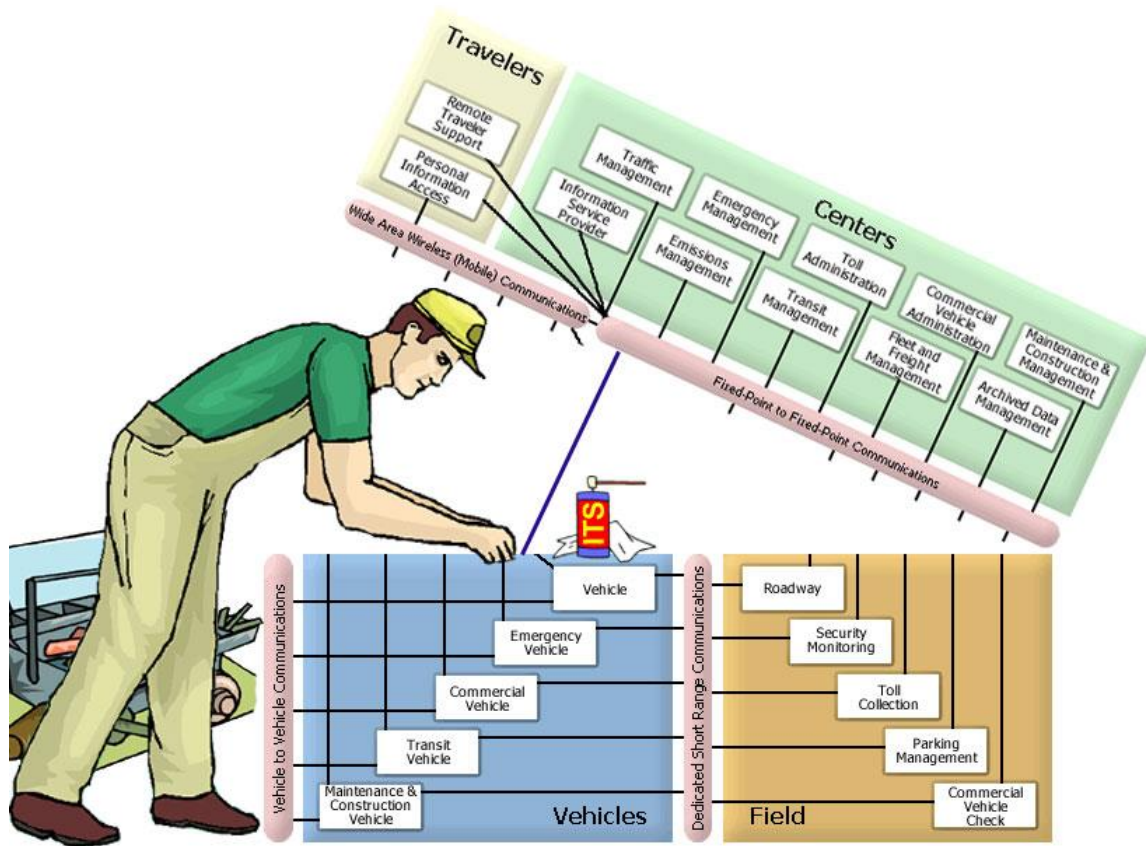 Travelers
Remote
Traveler
Support
Personal
Information
Access
Wide Area Wireless (Mobile) Communications
Centers
Traffic
Management
Information
Service
Provider
Emergency
Management
Emissions
Management
Toll
Administration
Transit
Management
Commercial
Vehicle
Administration
Fleet and
Freight
Management
Maintenance &
Construction
Management
Archived Data
Management
Fixed-Point to Fixed-Point Communications
ITS
Vehicle to Vehicle Communications
Vehicle
Emergency
Vehicle
Commercial
Vehicle
Transit
Vehicle
Maintenance &
Construction
Vehicle
Vehicles
Dedicated Short Range Communications
Roadway
Security
Monitoring
Toll
Collection
Parking
Management
Commercial
Vehicle
Check
Field